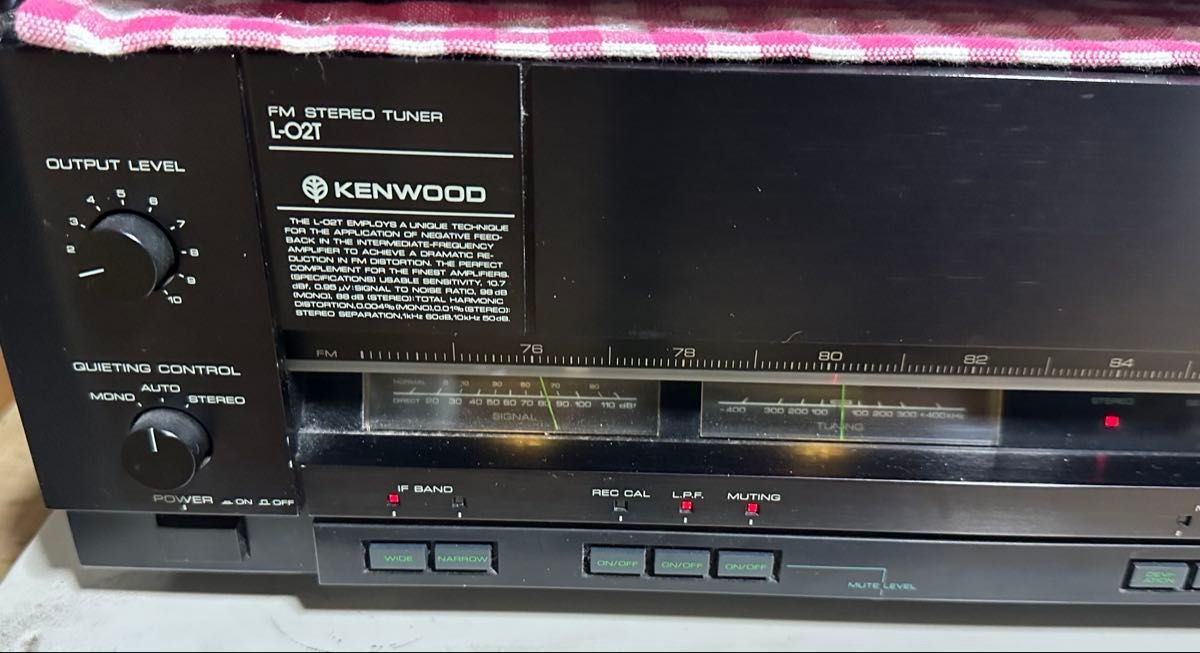 FM STEREO TUNER
L-02T
KENWOOD
THE L-02T EMPLOYS A UNIQUE TECHNIQUE
FOR THE APPLICATION OF NEGATIVE FEED-
BACK IN THE INTERMEDIATE-FREQUENCY
AMPLIFIER TO ACHIEVE A DRAMATIC RE-
DUCTION IN FM DISTORTION. THE PERFECT
COMPLEMENT FOR THE FINEST AMPLIFIERS.
(SPECIFICATIONS) USABLE SENSITIVITY, 10.7
dBf, 0.95 μV: SIGNAL TO NOISE RATIO, 98 dB
(MONO), 88 dB (STEREO): TOTAL HARMONIC
DISTORTION, 0.004% (MONO), 0.01% (STEREO):
STEREO SEPARATION, 1kHz 60dB, 10kHz 50dB.
OUTPUT LEVEL
2 3 4 5 6 7 8 9 10
QUIETING CONTROL
MONO AUTO STEREO
POWER ON OFF
FM 76 78 80 82 84
NORMAL
DIRECT 20 30 40 50 60 70 80 90 100 110 dBf
SIGNAL
-400 300 200 100 100 200 300 +400kHz
TUNING
STEREO
IF BAND
WIDE NARROW
REC CAL L.P.F. MUTING
ON/OFF ON/OFF ON/OFF
MUTE LEVEL
DEVI-
ATION